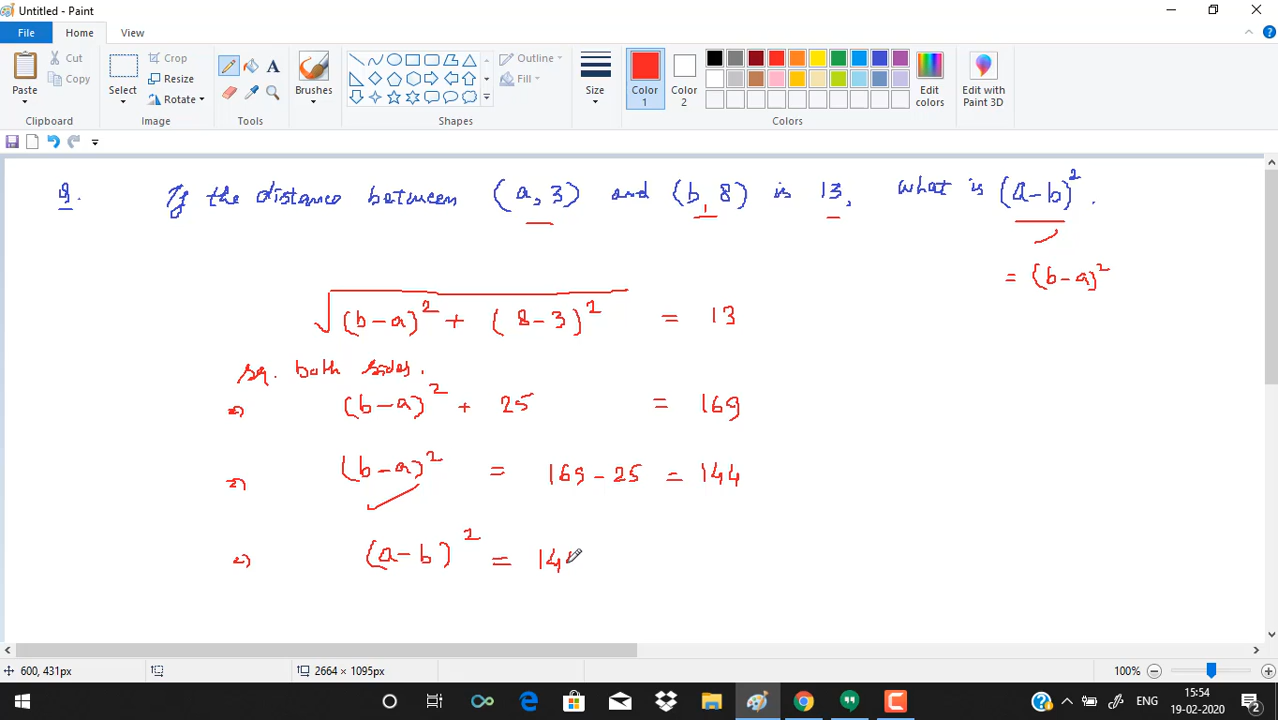 Untitled - Paint
File Home View
Paste Cut Copy Clipboard
Select Crop Resize Rotate Image
Tools
Brushes
Outline Fill Shapes
Size
Color 1 Color 2 Edit colors Colors
Edit with Paint 3D
Q. If the distance between (a, 3) and (b, 8) is 13, what is (a-b)².
= (b-a)²
√(b-a)² + (8-3)² = 13
sq. both sides.
⇒ (b-a)² + 25 = 169
⇒ (b-a)² = 169 - 25 = 144
⇒ (a-b)² = 14
600, 431px 2664 × 1095px 100%
ENG 15:54 19-02-2020 2